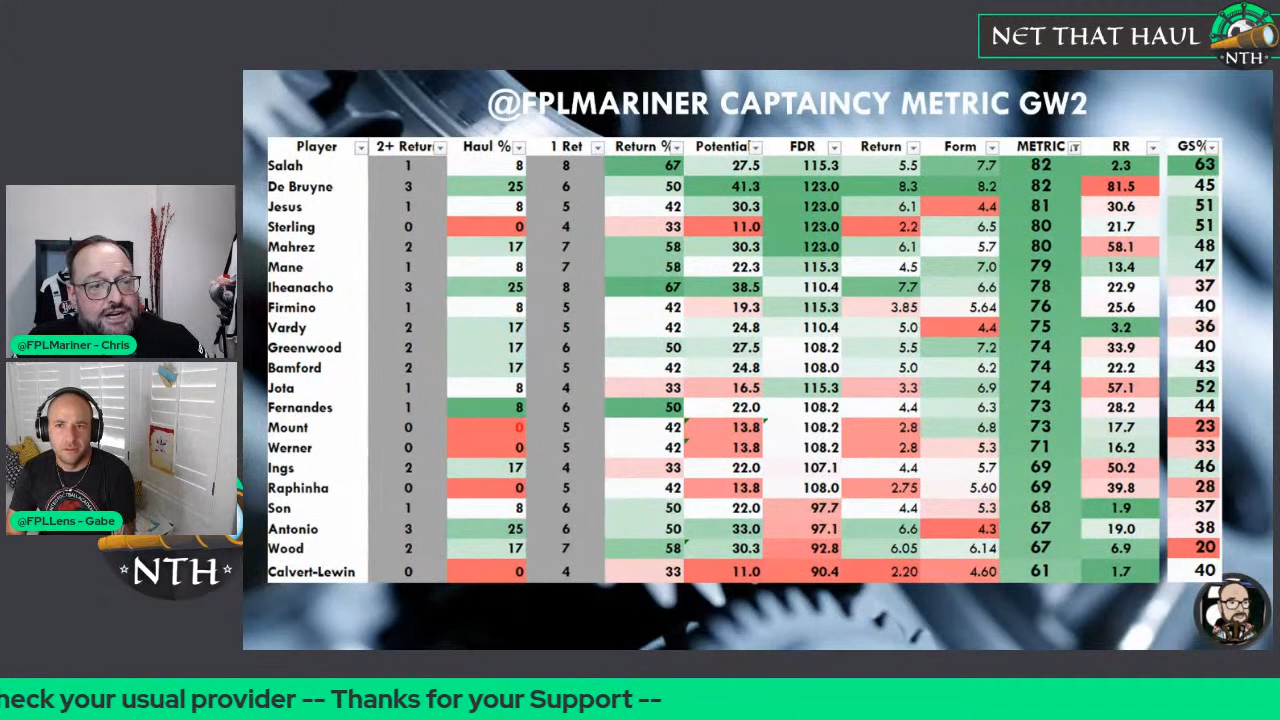 NET THAT HAUL
NTH
@FPLMARINER CAPTAINCY METRIC GW2
Player 2+ Retur Haul % 1 Ret Return % Potential FDR Return Form METRIC RR GS%
Salah 1 8 8 67 27.5 115.3 5.5 7.7 82 2.3 63
De Bruyne 3 25 6 50 41.3 123.0 8.3 8.2 82 81.5 45
Jesus 1 8 5 42 30.3 123.0 6.1 4.4 81 30.6 51
Sterling 0 0 4 33 11.0 123.0 2.2 6.5 80 21.7 51
Mahrez 2 17 7 58 30.3 123.0 6.1 5.7 80 58.1 48
Mane 1 8 7 58 22.3 115.3 4.5 7.0 79 13.4 47
Iheanacho 3 25 8 67 38.5 110.4 7.7 6.6 78 22.9 37
Firmino 1 8 5 42 19.3 115.3 3.85 5.64 76 25.6 40
Vardy 2 17 5 42 24.8 110.4 5.0 4.4 75 3.2 36
Greenwood 2 17 6 50 27.5 108.2 5.5 7.2 74 33.9 40
Bamford 2 17 5 42 24.8 108.0 5.0 6.2 74 22.2 43
Jota 1 8 4 33 16.5 115.3 3.3 6.9 74 57.1 52
Fernandes 1 8 6 50 22.0 108.2 4.4 6.3 73 28.2 44
Mount 0 0 5 42 13.8 108.2 2.8 6.8 73 17.7 23
Werner 0 0 5 42 13.8 108.2 2.8 5.3 71 16.2 33
Ings 2 17 4 33 22.0 107.1 4.4 5.7 69 50.2 46
Raphinha 0 0 5 42 13.8 108.0 2.75 5.60 69 39.8 28
Son 1 8 6 50 22.0 97.7 4.4 5.3 68 1.9 37
Antonio 3 25 6 50 33.0 97.1 6.6 4.3 67 19.0 38
Wood 2 17 7 58 30.3 92.8 6.05 6.14 67 6.9 20
Calvert-Lewin 0 0 4 33 11.0 90.4 2.20 4.60 61 1.7 40
@FPLMariner - Chris
@FPLLens - Gabe
NTH
heck your usual provider -- Thanks for your Support --